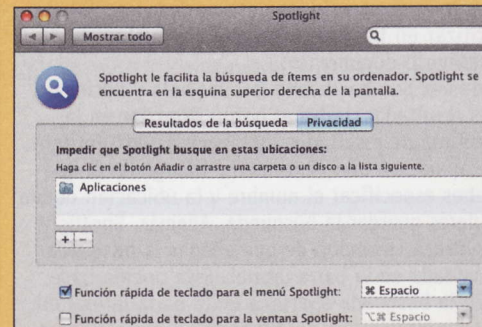 Spotlight
Mostrar todo
Spotlight le facilita la búsqueda de ítems en su ordenador. Spotlight se
encuentra en la esquina superior derecha de la pantalla.
Resultados de la búsqueda Privacidad
Impedir que Spotlight busque en estas ubicaciones:
Haga clic en el botón Añadir o arrastre una carpeta o un disco a la lista siguiente.
Aplicaciones
+ −
Función rápida de teclado para el menú Spotlight: ⌘ Espacio
Función rápida de teclado para la ventana Spotlight: ⌥⌘ Espacio